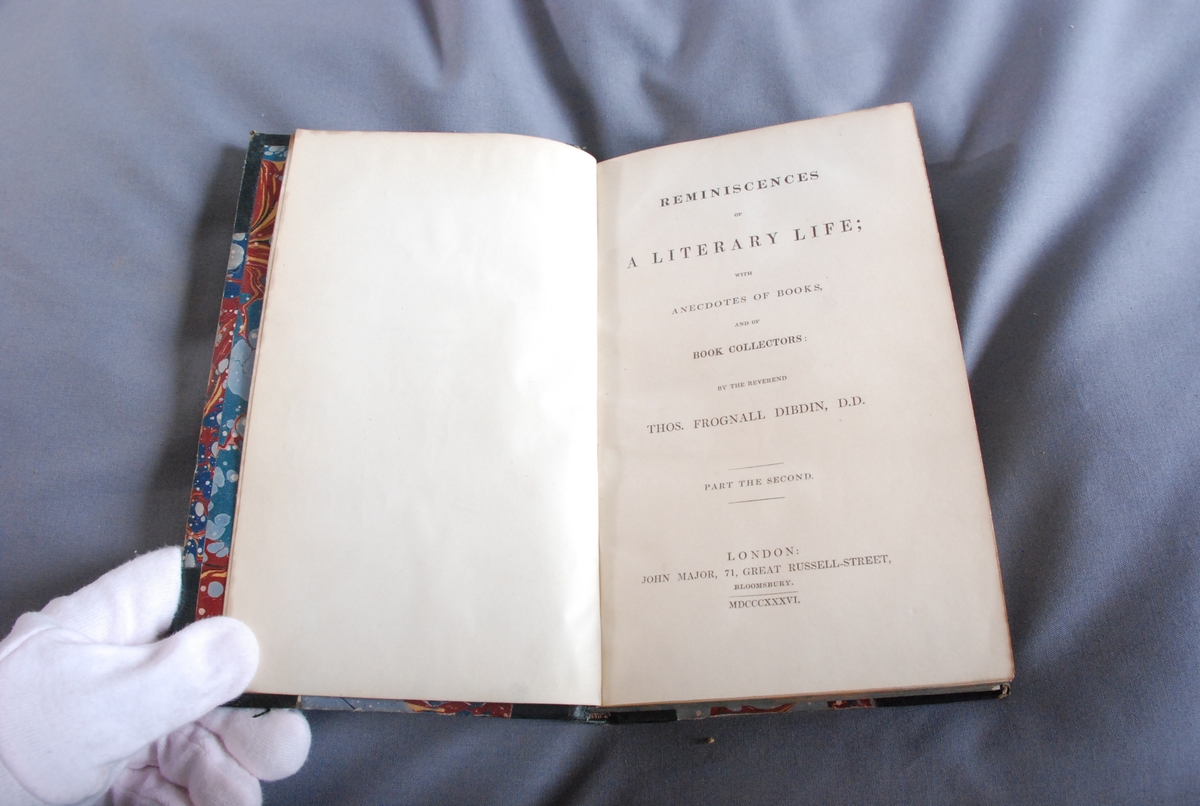 REMINISCENCES
OF
A LITERARY LIFE;
WITH
ANECDOTES OF BOOKS,
AND OF
BOOK COLLECTORS:
BY THE REVEREND
THOS. FROGNALL DIBDIN, D.D.
PART THE SECOND.
LONDON:
JOHN MAJOR, 71, GREAT RUSSELL-STREET,
BLOOMSBURY.
MDCCCXXXVI.